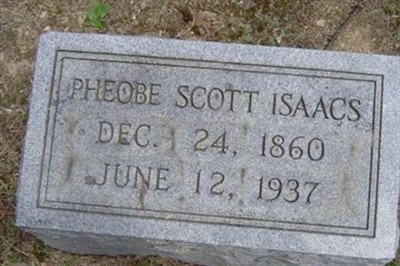 PHEOBE SCOTT ISAACS
DEC. 24, 1860
JUNE 12, 1937